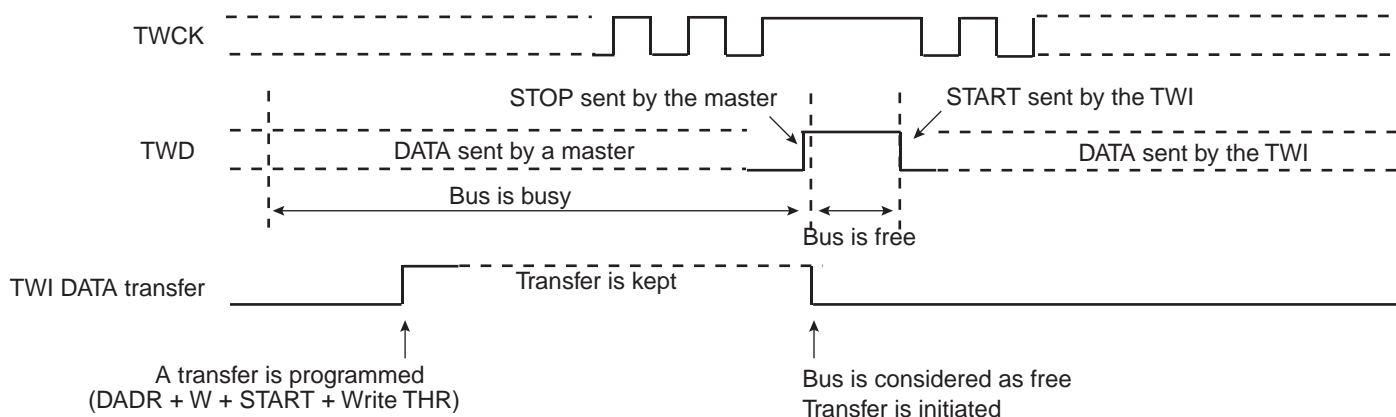 TWCK
STOP sent by the master
START sent by the TWI
TWD
DATA sent by a master
DATA sent by the TWI
Bus is busy
Bus is free
TWI DATA transfer
Transfer is kept
A transfer is programmed
(DADR + W + START + Write THR)
Bus is considered as free
Transfer is initiated